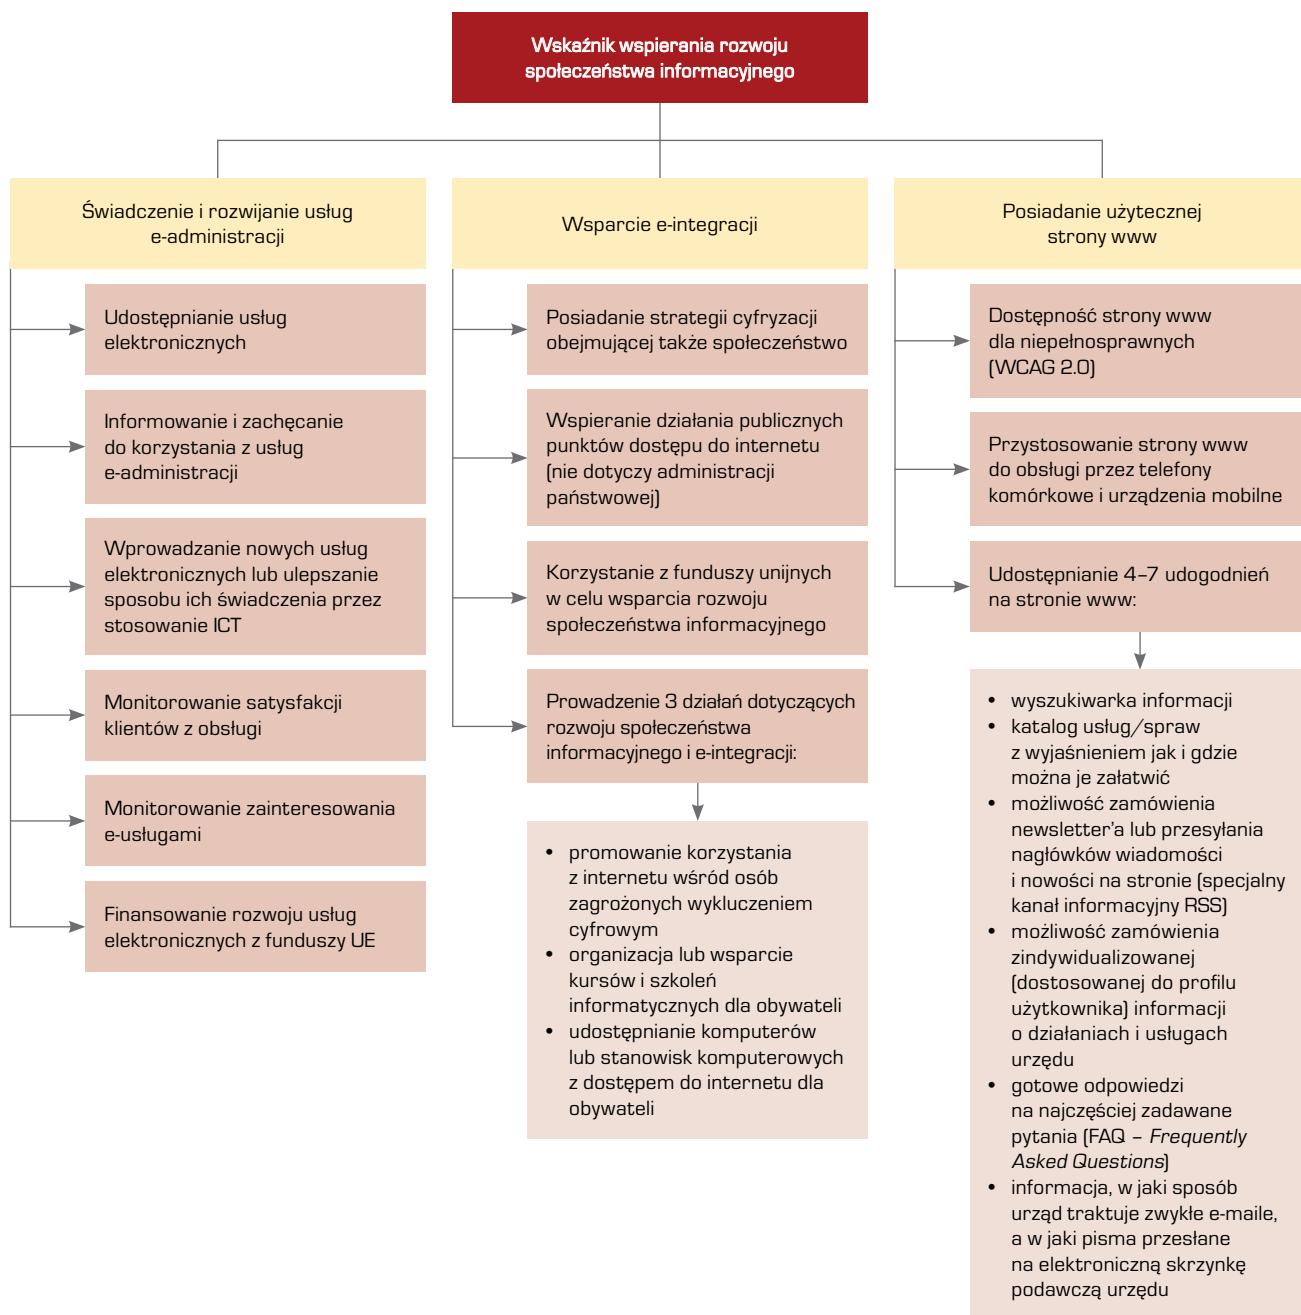 Wskaźnik wspierania rozwoju
społeczeństwa informacyjnego
Świadczenie i rozwijanie usług
e-administracji
Udostępnianie usług
elektronicznych
Informowanie i zachęcanie
do korzystania z usług
e-administracji
Wprowadzanie nowych usług
elektronicznych lub ulepszanie
sposobu ich świadczenia przez
stosowanie ICT
Monitorowanie satysfakcji
klientów z obsługi
Monitorowanie zainteresowania
e-usługami
Finansowanie rozwoju usług
elektronicznych z funduszy UE
Wsparcie e-integracji
Posiadanie strategii cyfryzacji
obejmującej także społeczeństwo
Wspieranie działania publicznych
punktów dostępu do internetu
(nie dotyczy administracji
państwowej)
Korzystanie z funduszy unijnych
w celu wsparcia rozwoju
społeczeństwa informacyjnego
Prowadzenie 3 działań dotyczących
rozwoju społeczeństwa
informacyjnego i e-integracji:
• promowanie korzystania
z internetu wśród osób
zagrożonych wykluczeniem
cyfrowym
• organizacja lub wsparcie
kursów i szkoleń
informatycznych dla obywateli
• udostępnianie komputerów
lub stanowisk komputerowych
z dostępem do internetu dla
obywateli
Posiadanie użytecznej
strony www
Dostępność strony www
dla niepełnosprawnych
(WCAG 2.0)
Przystosowanie strony www
do obsługi przez telefony
komórkowe i urządzenia mobilne
Udostępnianie 4–7 udogodnień
na stronie www:
• wyszukiwarka informacji
• katalog usług/spraw
z wyjaśnieniem jak i gdzie
można je załatwić
• możliwość zamówienia
newsletter'a lub przesyłania
nagłówków wiadomości
i nowości na stronie (specjalny
kanał informacyjny RSS)
• możliwość zamówienia
zindywidualizowanej
(dostosowanej do profilu
użytkownika) informacji
o działaniach i usługach
urzędu
• gotowe odpowiedzi
na najczęściej zadawane
pytania (FAQ – Frequently
Asked Questions)
• informacja, w jaki sposób
urząd traktuje zwykłe e-maile,
a w jaki pisma przesłane
na elektroniczną skrzynkę
podawczą urzędu